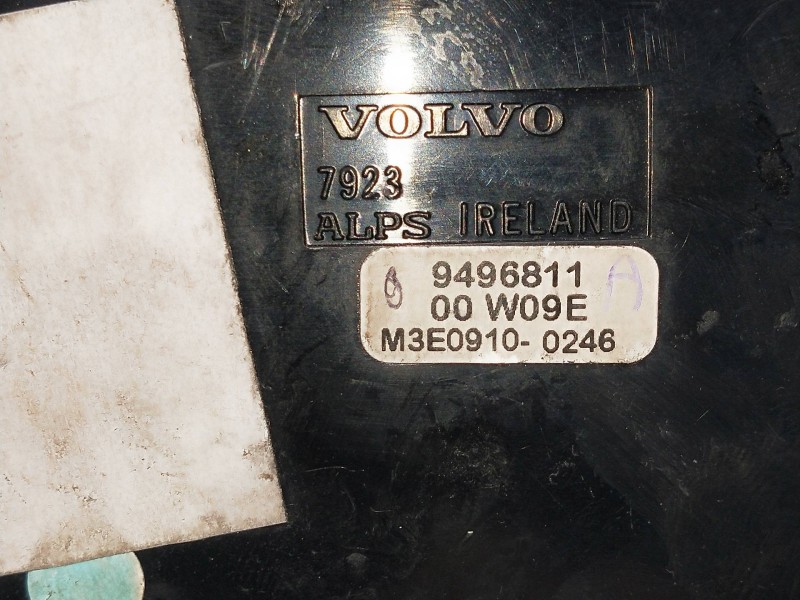 VOLVO
7923
ALPS IRELAND
9496811 A
00 W09E
M3E0910- 0246